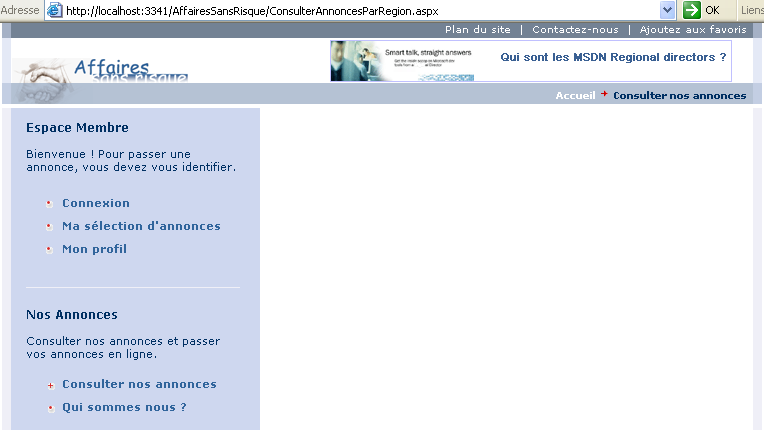 Adresse http://localhost:3341/AffairesSansRisque/ConsulterAnnoncesParRegion.aspx OK Liens
Plan du site | Contactez-nous | Ajoutez aux favoris
Smart talk, straight answers
Qui sont les MSDN Regional directors ?
Affaires
sans risque
Accueil Consulter nos annonces
Espace Membre
Bienvenue ! Pour passer une
annonce, vous devez vous identifier.
Connexion
Ma sélection d'annonces
Mon profil
Nos Annonces
Consulter nos annonces et passer
vos annonces en ligne.
Consulter nos annonces
Qui sommes nous ?